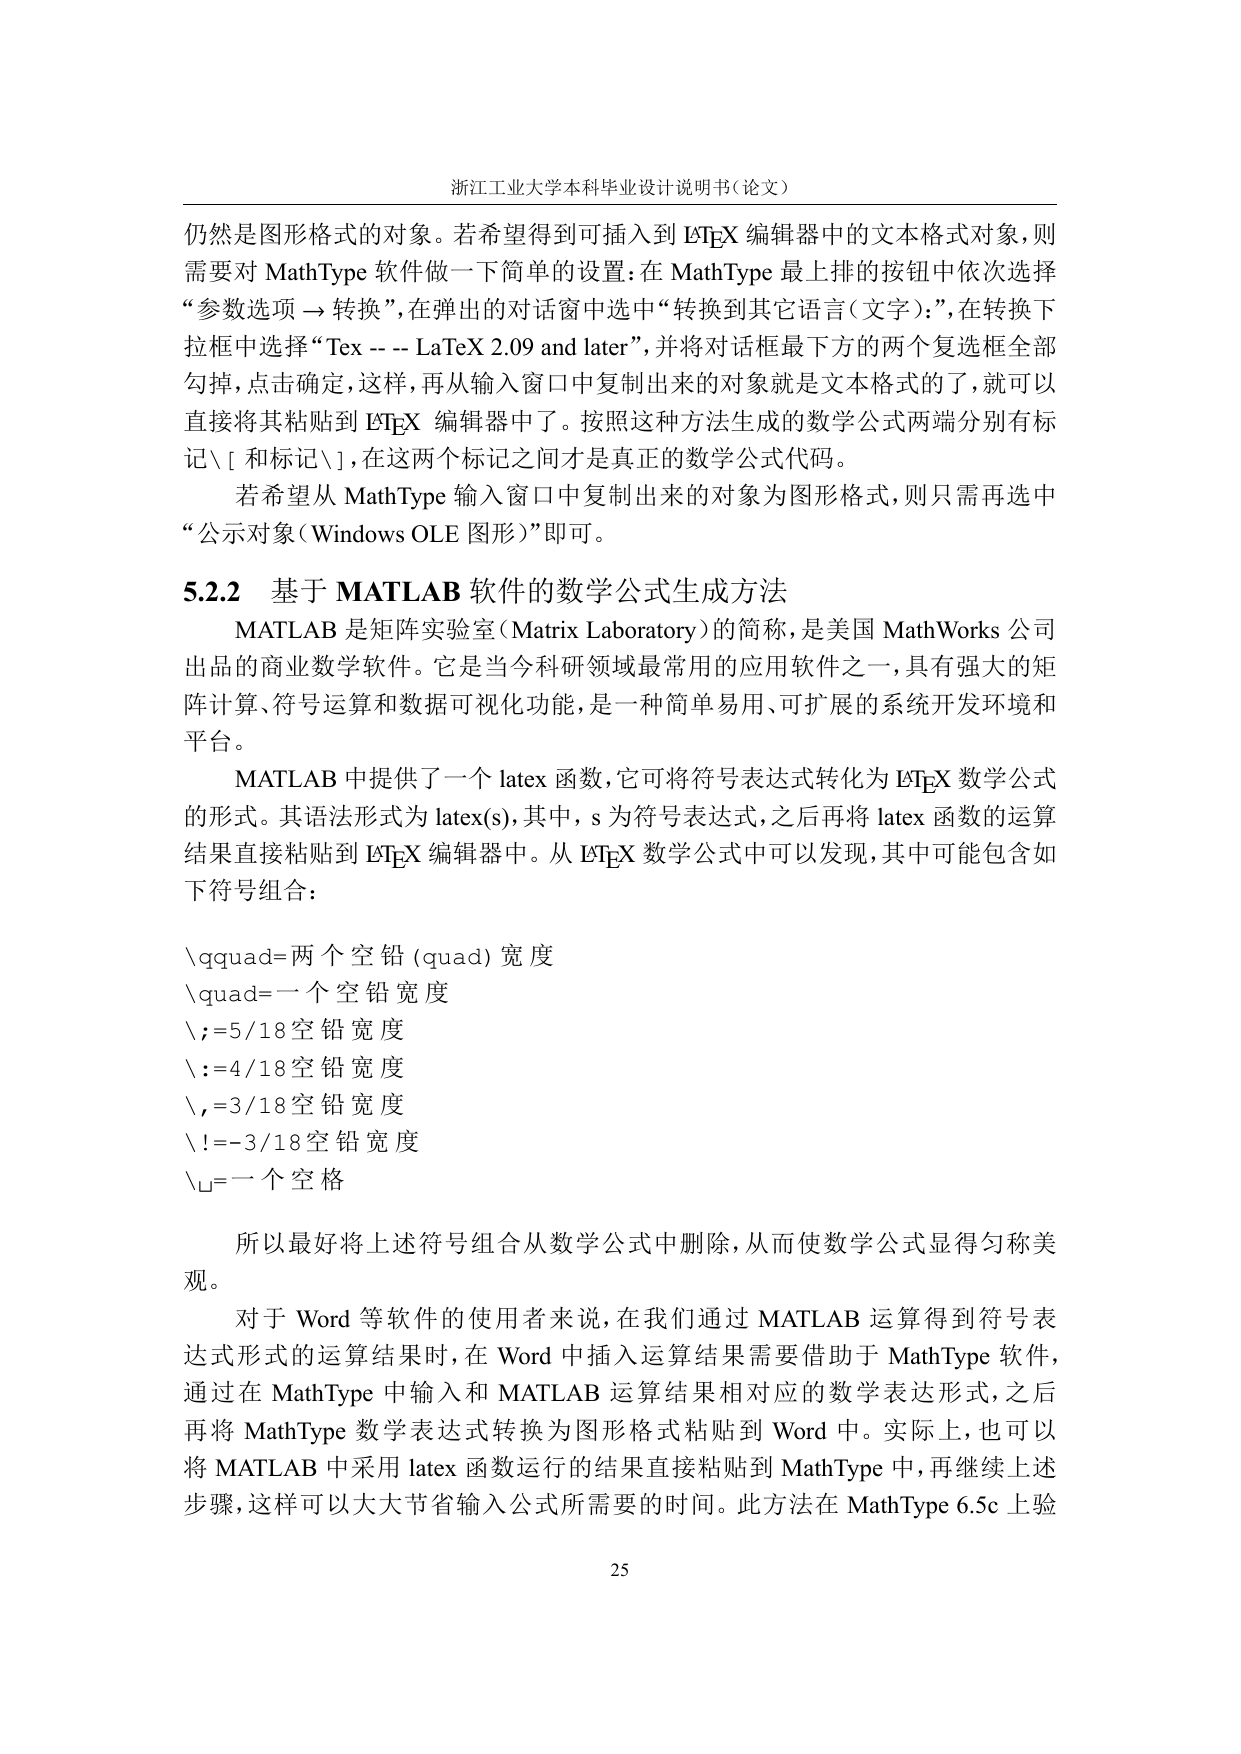 浙江工业大学本科毕业设计说明书（论文）
仍然是图形格式的对象。若希望得到可插入到 LATEX 编辑器中的文本格式对象，则
需要对 MathType 软件做一下简单的设置：在 MathType 最上排的按钮中依次选择
“参数选项 → 转换”，在弹出的对话窗中选中“转换到其它语言（文字）：”，在转换下
拉框中选择“Tex -- -- LaTeX 2.09 and later”，并将对话框最下方的两个复选框全部
勾掉，点击确定，这样，再从输入窗口中复制出来的对象就是文本格式的了，就可以
直接将其粘贴到 LATEX 编辑器中了。按照这种方法生成的数学公式两端分别有标
记\[ 和标记\]，在这两个标记之间才是真正的数学公式代码。
若希望从 MathType 输入窗口中复制出来的对象为图形格式，则只需再选中
“公示对象（Windows OLE 图形）”即可。
5.2.2 基于 MATLAB 软件的数学公式生成方法
MATLAB 是矩阵实验室（Matrix Laboratory）的简称，是美国 MathWorks 公司
出品的商业数学软件。它是当今科研领域最常用的应用软件之一，具有强大的矩
阵计算、符号运算和数据可视化功能，是一种简单易用、可扩展的系统开发环境和
平台。
MATLAB 中提供了一个 latex 函数，它可将符号表达式转化为 LATEX 数学公式
的形式。其语法形式为 latex(s)，其中，s 为符号表达式，之后再将 latex 函数的运算
结果直接粘贴到 LATEX 编辑器中。从 LATEX 数学公式中可以发现，其中可能包含如
下符号组合：
\qquad=两个空铅(quad)宽度
\quad=一个空铅宽度
\;=5/18空铅宽度
\:=4/18空铅宽度
\,=3/18空铅宽度
\!=-3/18空铅宽度
\␣=一个空格
所以最好将上述符号组合从数学公式中删除，从而使数学公式显得匀称美
观。
对于 Word 等软件的使用者来说，在我们通过 MATLAB 运算得到符号表
达式形式的运算结果时，在 Word 中插入运算结果需要借助于 MathType 软件，
通过在 MathType 中输入和 MATLAB 运算结果相对应的数学表达形式，之后
再将 MathType 数学表达式转换为图形格式粘贴到 Word 中。实际上，也可以
将 MATLAB 中采用 latex 函数运行的结果直接粘贴到 MathType 中，再继续上述
步骤，这样可以大大节省输入公式所需要的时间。此方法在 MathType 6.5c 上验
25